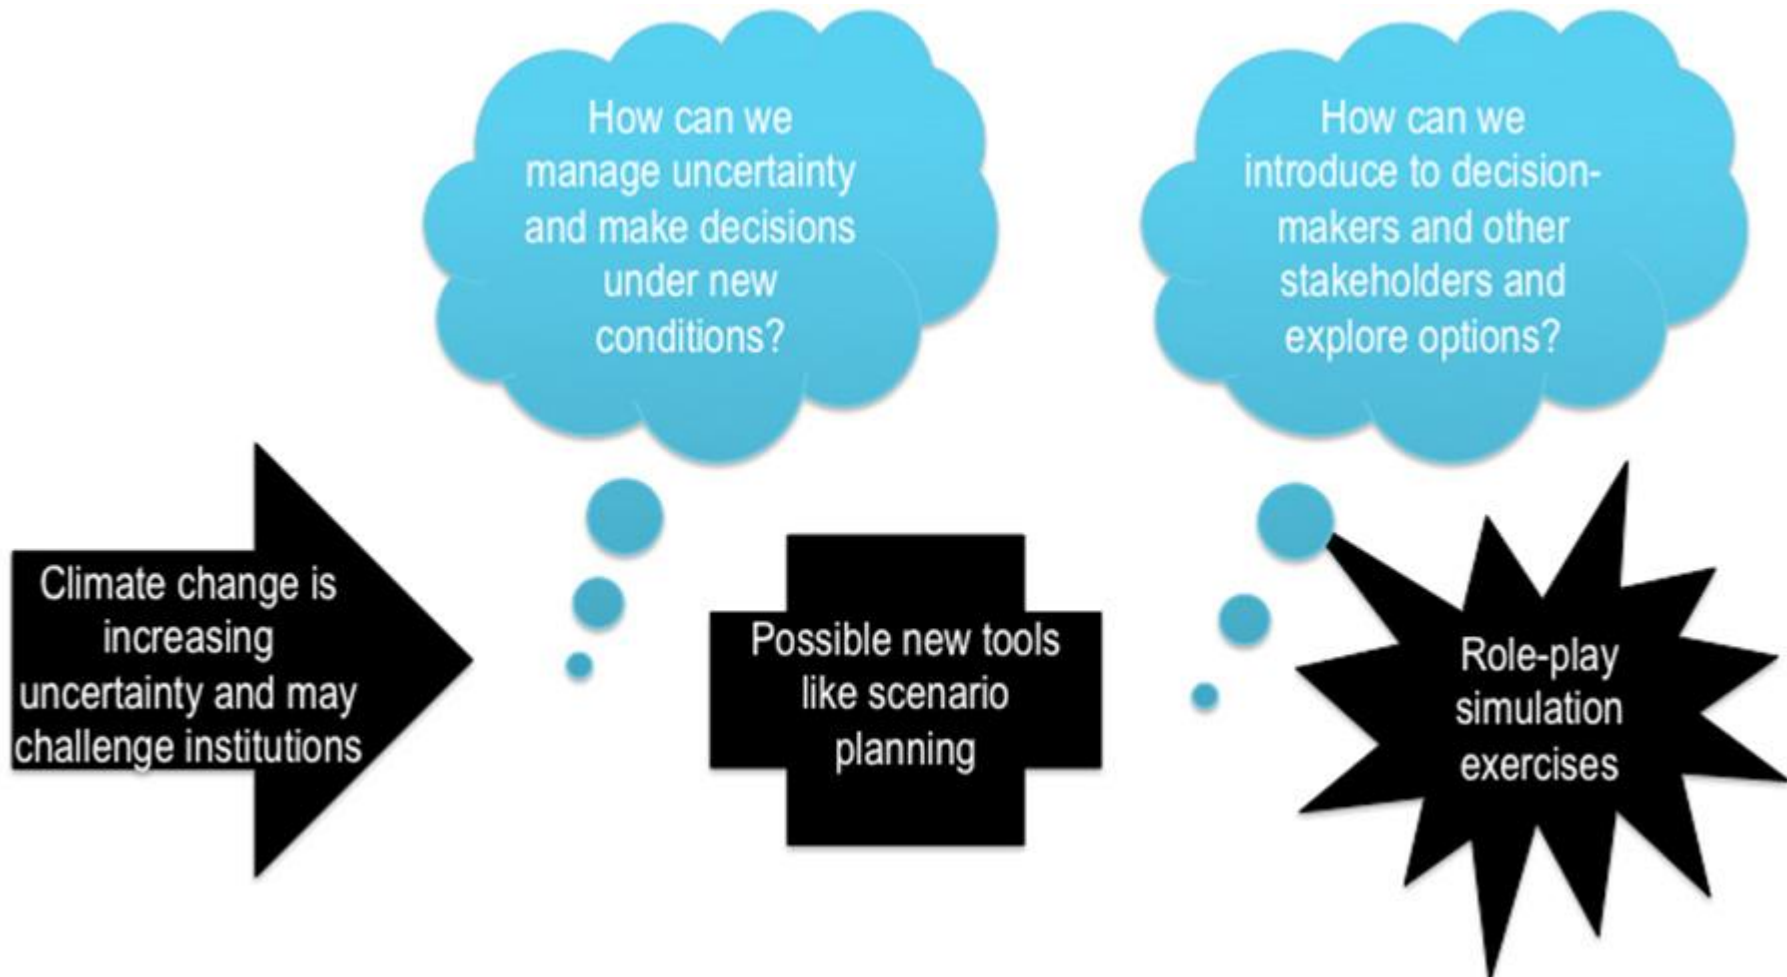 How can we
manage uncertainty
and make decisions
under new
conditions?
How can we
introduce to decision-
makers and other
stakeholders and
explore options?
Climate change is
increasing
uncertainty and may
challenge institutions
Possible new tools
like scenario
planning
Role-play
simulation
exercises